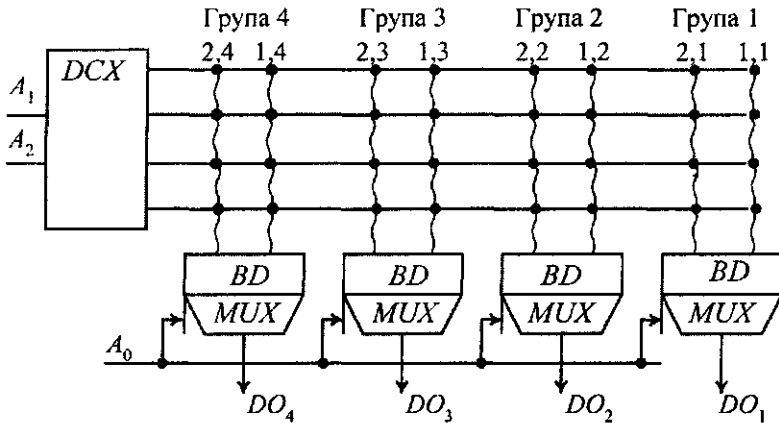 Група 4 Група 3 Група 2 Група 1
2,4 1,4 2,3 1,3 2,2 1,2 2,1 1,1
DCX
A₁
A₂
BD BD BD BD
MUX MUX MUX MUX
A₀
DO₄ DO₃ DO₂ DO₁